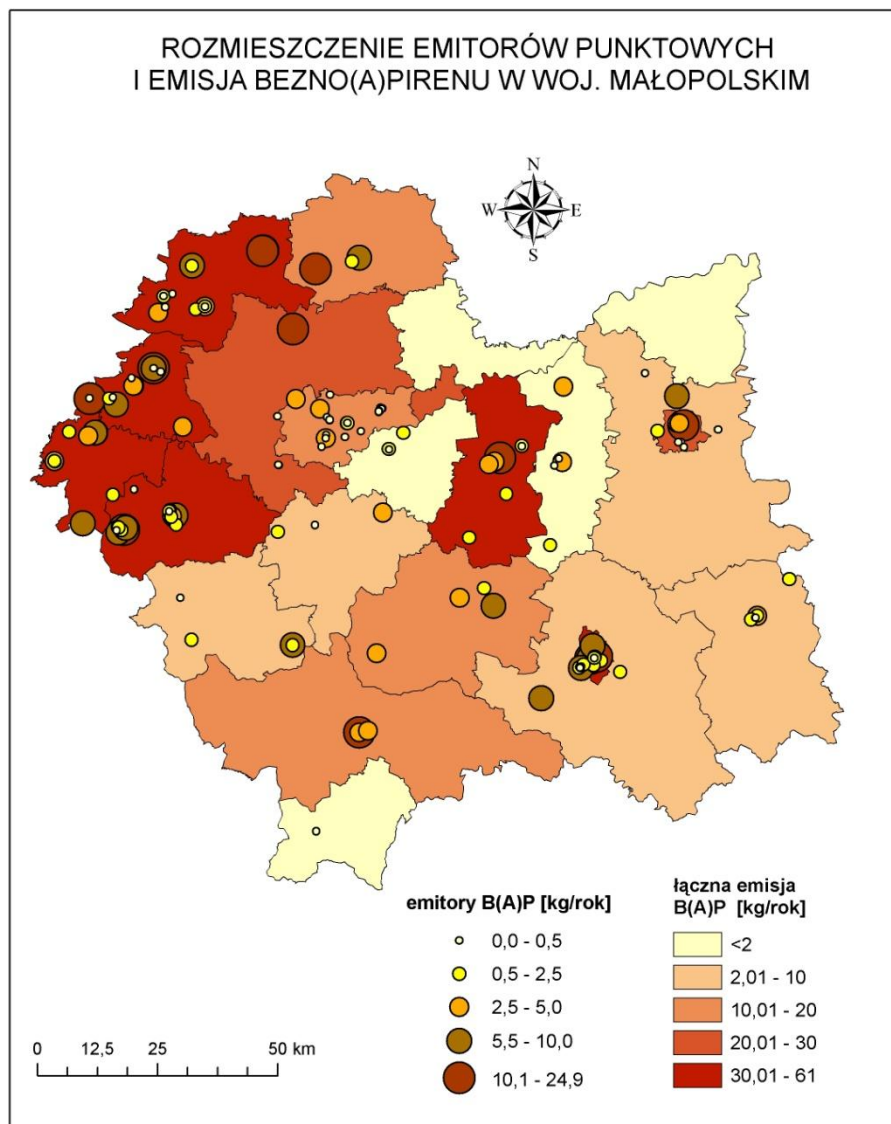 ROZMIESZCZENIE EMITORÓW PUNKTOWYCH
I EMISJA BEZNO(A)PIRENU W WOJ. MAŁOPOLSKIM
N
W E
S
emitory B(A)P [kg/rok]
0,0 - 0,5
0,5 - 2,5
2,5 - 5,0
5,5 - 10,0
10,1 - 24,9
łączna emisja
B(A)P [kg/rok]
<2
2,01 - 10
10,01 - 20
20,01 - 30
30,01 - 61
0 12,5 25 50 km